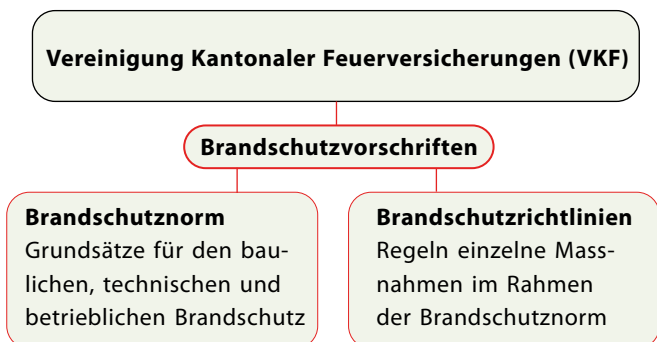 Vereinigung Kantonaler Feuerversicherungen (VKF)
Brandschutzvorschriften
Brandschutznorm
Grundsätze für den bau-
lichen, technischen und
betrieblichen Brandschutz
Brandschutzrichtlinien
Regeln einzelne Mass-
nahmen im Rahmen
der Brandschutznorm